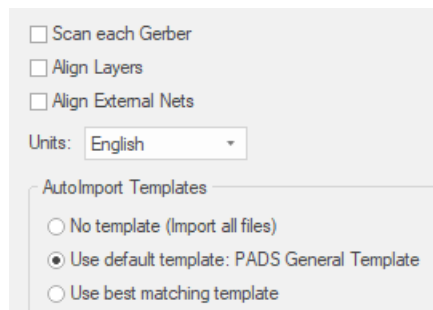 Scan each Gerber
Align Layers
Align External Nets
Units: English
AutoImport Templates
No template (Import all files)
Use default template: PADS General Template
Use best matching template